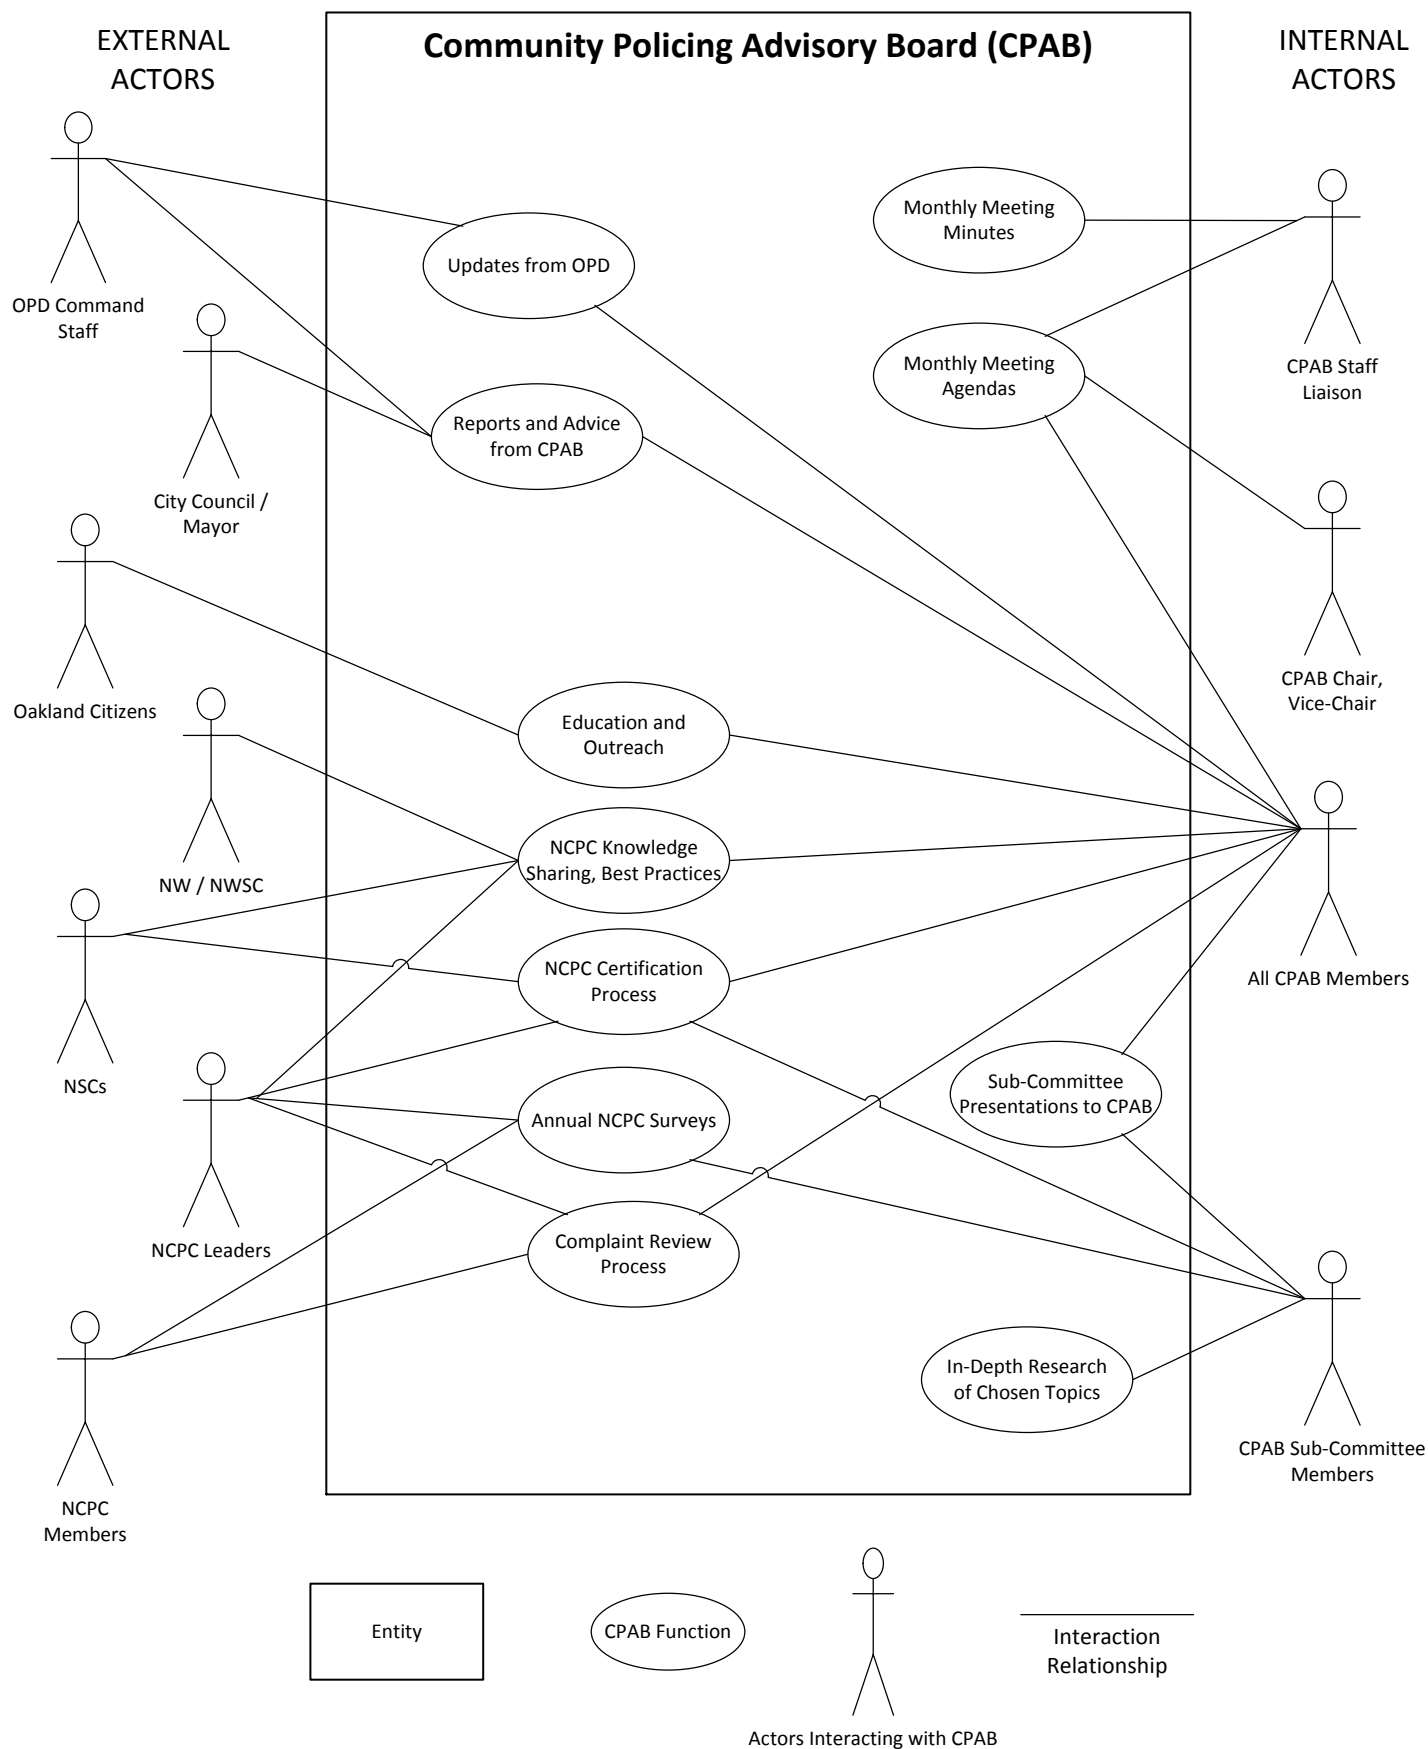 EXTERNAL
ACTORS
Community Policing Advisory Board (CPAB)
INTERNAL
ACTORS
OPD Command
Staff
City Council /
Mayor
Oakland Citizens
NW / NWSC
NSCs
NCPC Leaders
NCPC
Members
Updates from OPD
Reports and Advice
from CPAB
Education and
Outreach
NCPC Knowledge
Sharing, Best Practices
NCPC Certification
Process
Annual NCPC Surveys
Complaint Review
Process
Monthly Meeting
Minutes
Monthly Meeting
Agendas
Sub-Committee
Presentations to CPAB
In-Depth Research
of Chosen Topics
CPAB Staff
Liaison
CPAB Chair,
Vice-Chair
All CPAB Members
CPAB Sub-Committee
Members
Entity
CPAB Function
Actors Interacting with CPAB
Interaction
Relationship